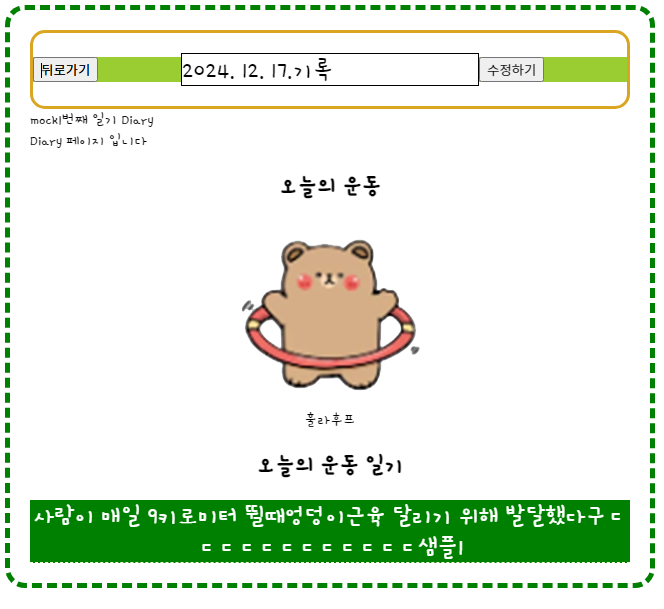 뒤로가기 2024. 12. 17.기록 수정하기
mock1번째 일기 Diary
Diary 페이지 입니다
오늘의 운동
훌라후프
오늘의 운동 일기
사람이 매일 9키로미터 뛸때엉덩이근육 달리기 위해 발달했다구ㄷ
ㄷㄷㄷㄷㄷㄷㄷㄷㄷㄷㄷ샘플1